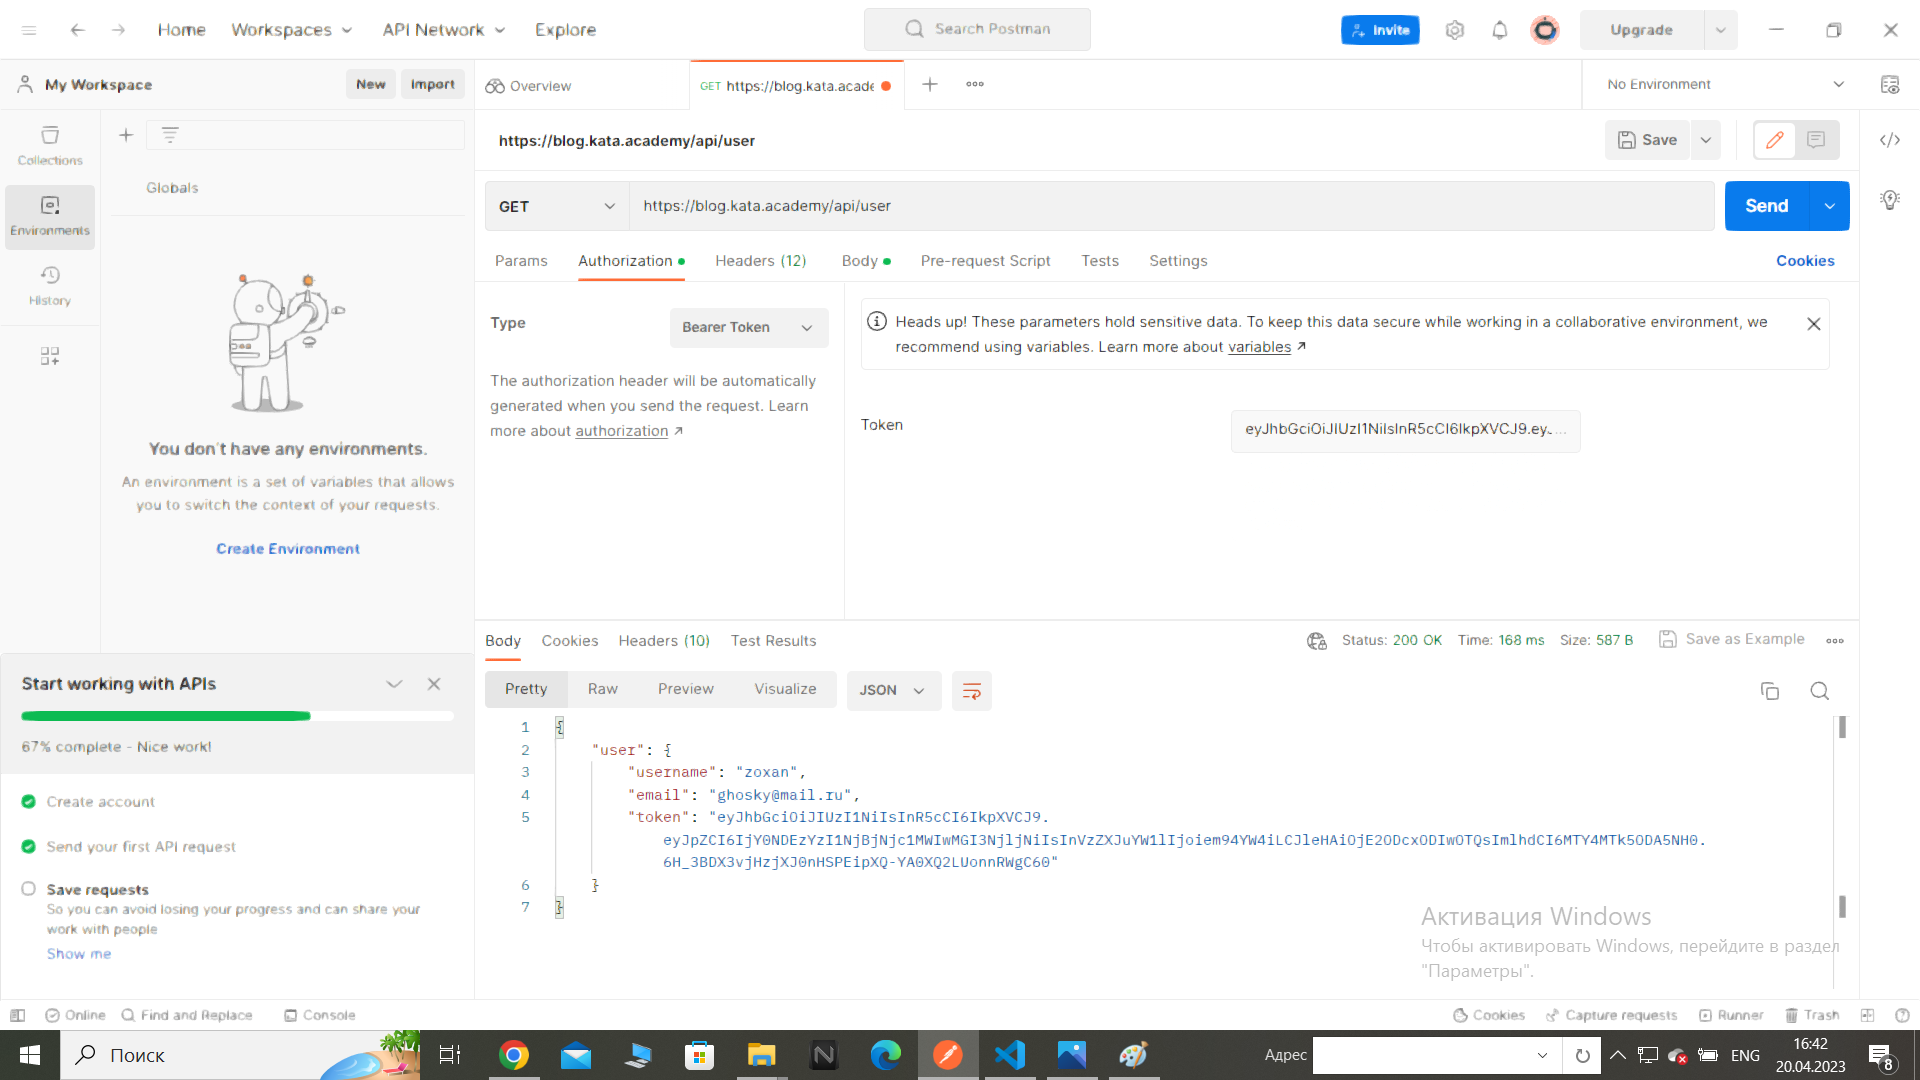 Home Workspaces API Network Explore Search Postman Invite Upgrade
My Workspace New Import Overview GET https://blog.kata.acade No Environment
https://blog.kata.academy/api/user Save
Collections
Globals
Environments
History
GET https://blog.kata.academy/api/user Send
Params Authorization Headers (12) Body Pre-request Script Tests Settings Cookies
Type Bearer Token
The authorization header will be automatically
generated when you send the request. Learn
more about authorization ↗
Heads up! These parameters hold sensitive data. To keep this data secure while working in a collaborative environment, we
recommend using variables. Learn more about variables ↗
Token eyJhbGciOiJIUzI1NiIsInR5cCI6IkpXVCJ9.eyJ...
You don't have any environments.
An environment is a set of variables that allows
you to switch the context of your requests.
Create Environment
Body Cookies Headers (10) Test Results Status: 200 OK Time: 168 ms Size: 587 B Save as Example
Pretty Raw Preview Visualize JSON
1 {
2 "user": {
3 "username": "zoxan",
4 "email": "ghosky@mail.ru",
5 "token": "eyJhbGciOiJIUzI1NiIsInR5cCI6IkpXVCJ9.
eyJpZCI6IjY0NDEzYzI1NjBjNjc1MWIwMGI3NjljNiIsInVzZXJuYW1lIjoiem94YW4iLCJleHAiOjE2ODcxODIwOTQsImlhdCI6MTY4MTk5ODA5NH0.
6H_3BDX3vjHzjXJ0nHSPEipXQ-YA0XQ2LUonnRWgC60"
6 }
7 }
Start working with APIs
67% complete - Nice work!
Create account
Send your first API request
Save requests
So you can avoid losing your progress and can share your
work with people
Show me
Активация Windows
Чтобы активировать Windows, перейдите в раздел
"Параметры".
Online Find and Replace Console Cookies Capture requests Runner Trash
Поиск Адрес ENG 16:42
20.04.2023 8